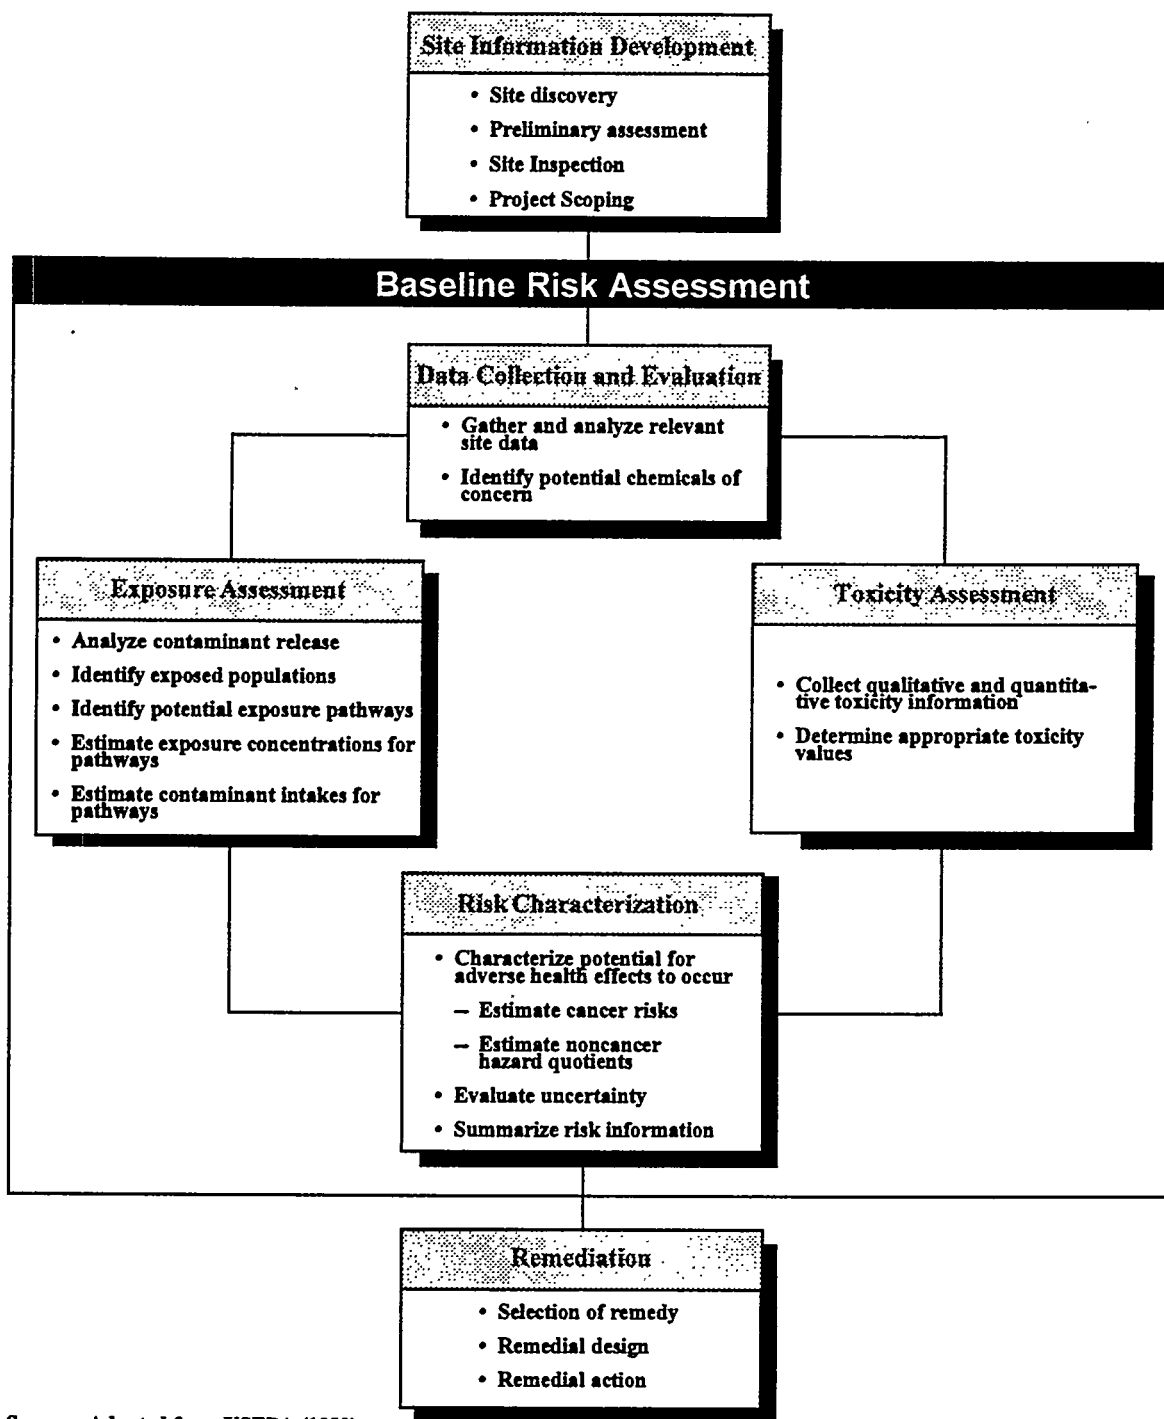 Site Information Development
• Site discovery
• Preliminary assessment
• Site Inspection
• Project Scoping
Baseline Risk Assessment
Data Collection and Evaluation
• Gather and analyze relevant
site data
• Identify potential chemicals of
concern
Exposure Assessment
• Analyze contaminant release
• Identify exposed populations
• Identify potential exposure pathways
• Estimate exposure concentrations for
pathways
• Estimate contaminant intakes for
pathways
Toxicity Assessment
• Collect qualitative and quantita-
tive toxicity information
• Determine appropriate toxicity
values
Risk Characterization
• Characterize potential for
adverse health effects to occur
– Estimate cancer risks
– Estimate noncancer
hazard quotients
• Evaluate uncertainty
• Summarize risk information
Remediation
• Selection of remedy
• Remedial design
• Remedial action